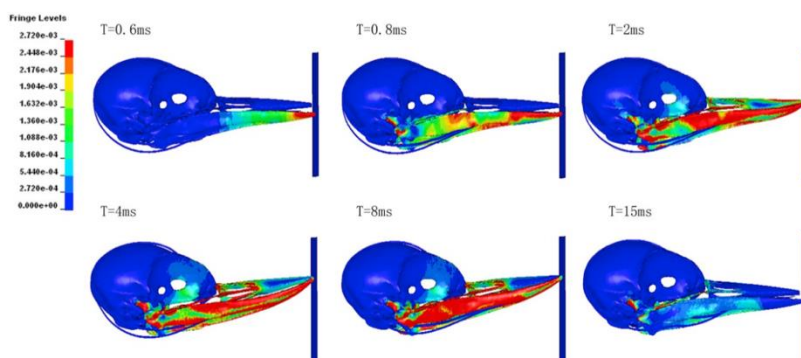 Fringe Levels
2.720e-03
2.448e-03
2.176e-03
1.904e-03
1.632e-03
1.360e-03
1.088e-03
8.160e-04
5.440e-04
2.720e-04
0.000e+00
T=0.6ms
T=0.8ms
T=2ms
T=4ms
T=8ms
T=15ms